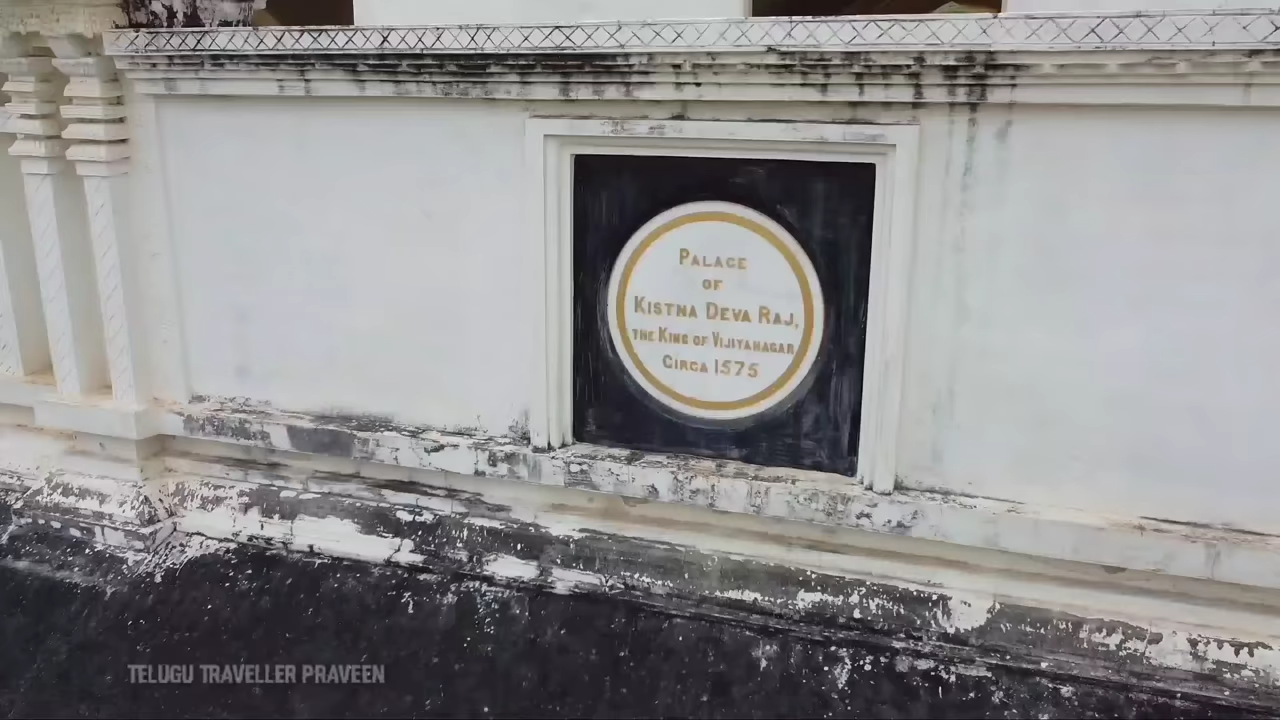 PALACE
OF
KISTNA DEVA RAJ,
THE KING OF VIJIYANAGAR
CIRCA 1575
TELUGU TRAVELLER PRAVEEN